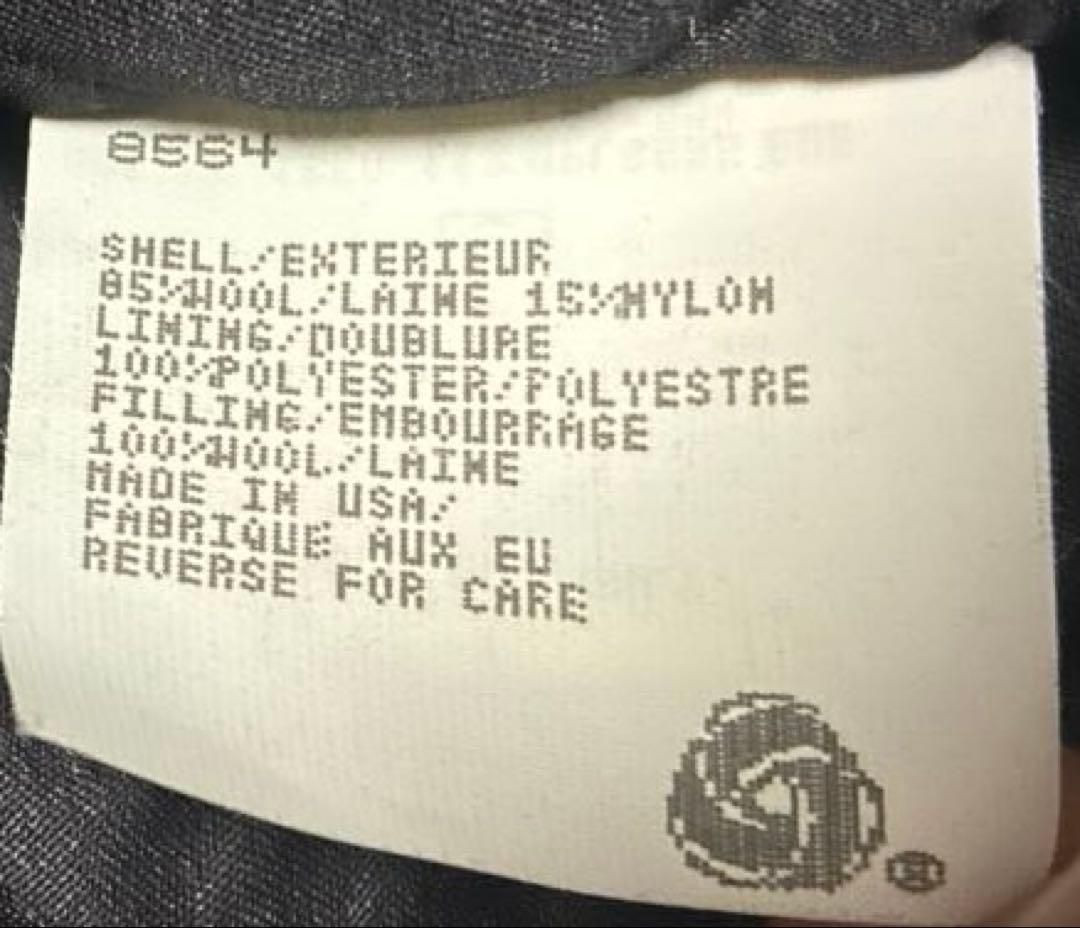 8564
SHELL/EXTERIEUR
85%WOOL/LAINE 15%NYLON
LINING/DOUBLURE
100%POLYESTER/POLYESTRE
FILLING/EMBOURRAGE
100%WOOL/LAINE
MADE IN USA/
FABRIQUE AUX EU
REVERSE FOR CARE
®